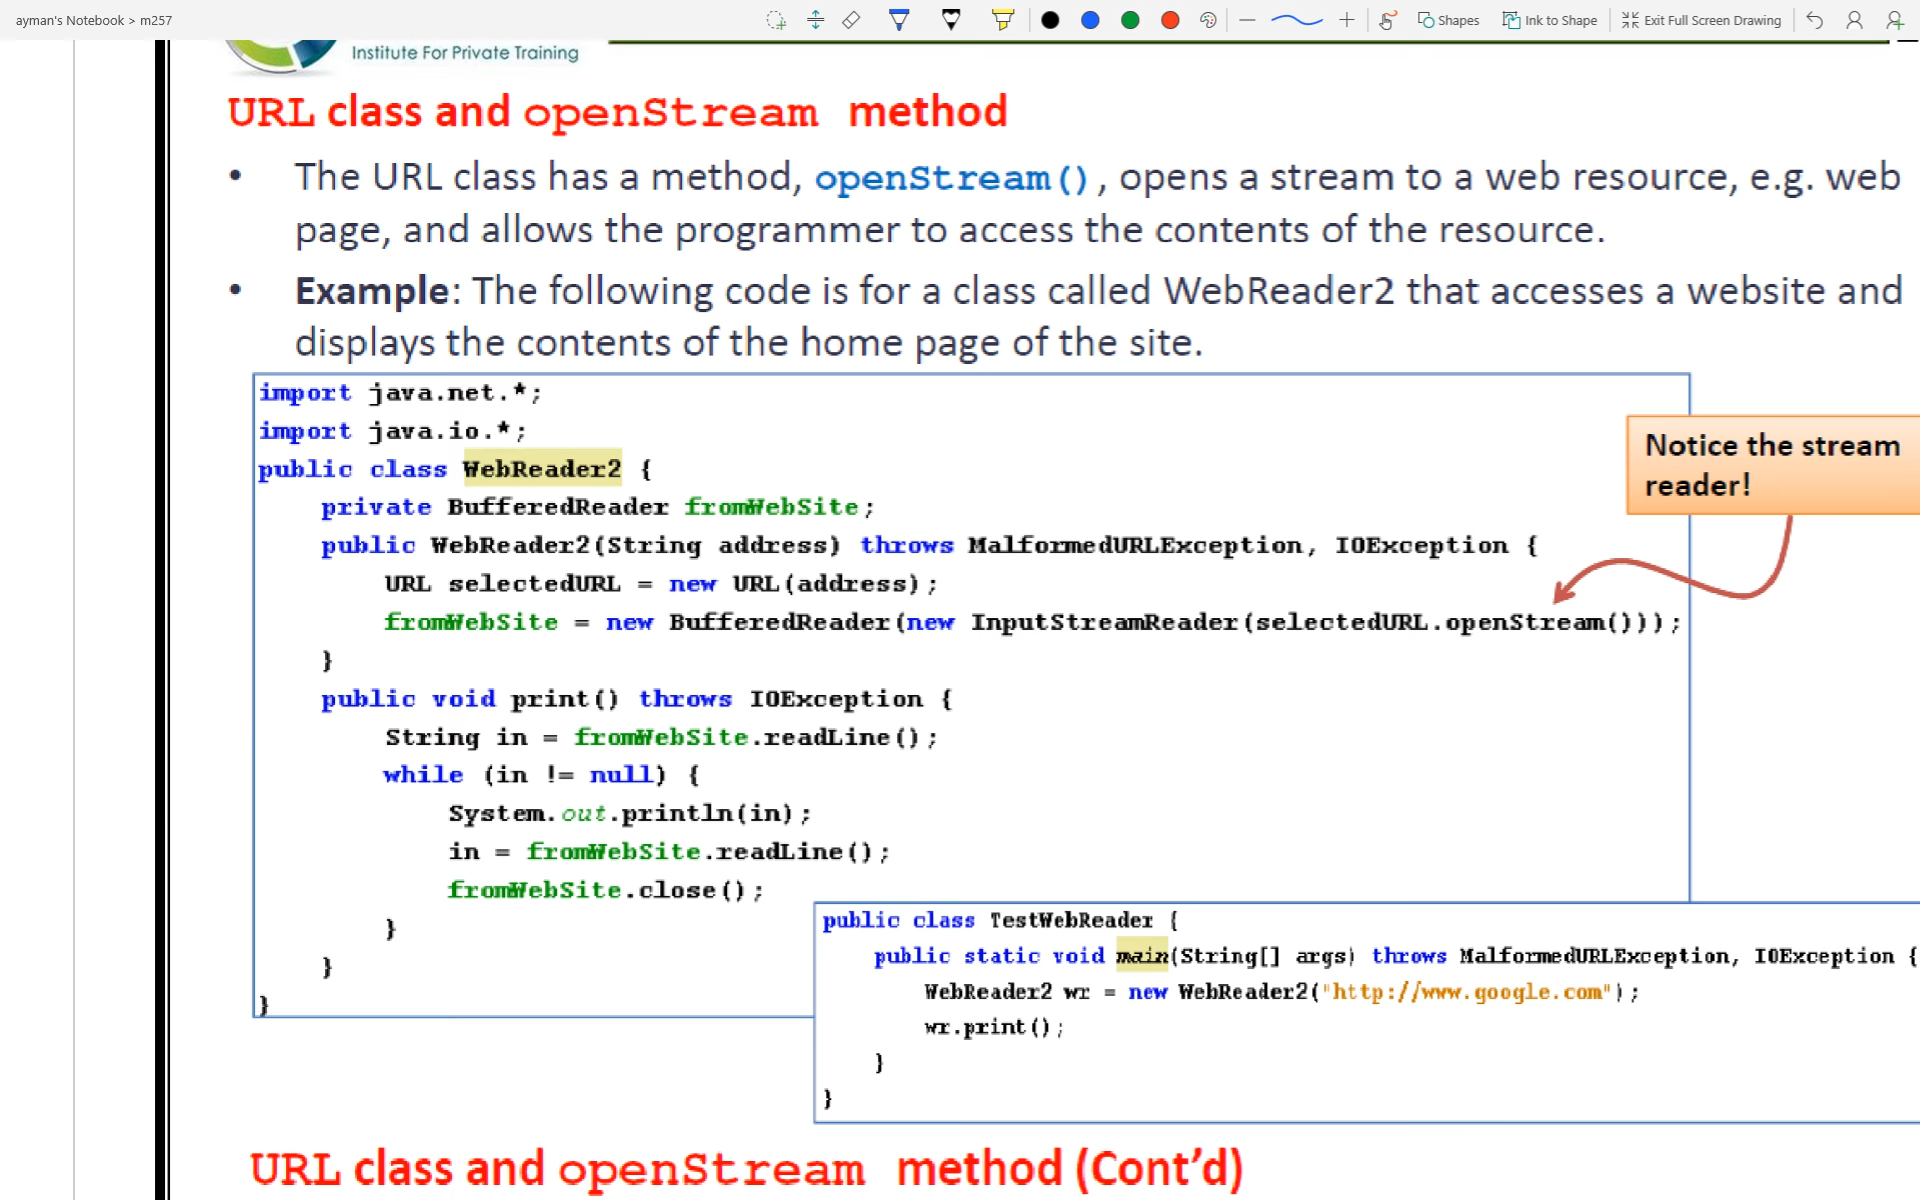 ayman's Notebook > m257
Shapes
Ink to Shape
Exit Full Screen Drawing
Institute For Private Training
URL class and openStream method
• The URL class has a method, openStream(), opens a stream to a web resource, e.g. web
page, and allows the programmer to access the contents of the resource.
• Example: The following code is for a class called WebReader2 that accesses a website and
displays the contents of the home page of the site.
import java.net.*;
import java.io.*;
public class WebReader2 {
private BufferedReader fromWebSite;
public WebReader2(String address) throws MalformedURLException, IOException {
URL selectedURL = new URL(address);
fromWebSite = new BufferedReader(new InputStreamReader(selectedURL.openStream()));
}
public void print() throws IOException {
String in = fromWebSite.readLine();
while (in != null) {
System.out.println(in);
in = fromWebSite.readLine();
fromWebSite.close();
}
}
}
Notice the stream
reader!
public class TestWebReader {
public static void main(String[] args) throws MalformedURLException, IOException {
WebReader2 wr = new WebReader2("http://www.google.com");
wr.print();
}
}
URL class and openStream method (Cont'd)